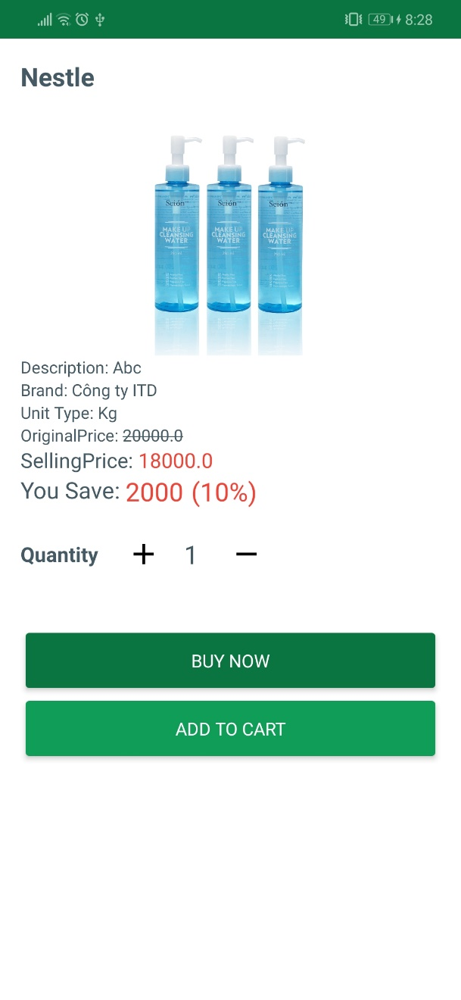 49 8:28
Nestle
Scion Scion Scion
MAKE UP MAKE UP MAKE UP
CLEANSING CLEANSING CLEANSING
WATER WATER WATER
Description: Abc
Brand: Công ty ITD
Unit Type: Kg
OriginalPrice: 20000.0
SellingPrice: 18000.0
You Save: 2000 (10%)
Quantity + 1 −
BUY NOW
ADD TO CART